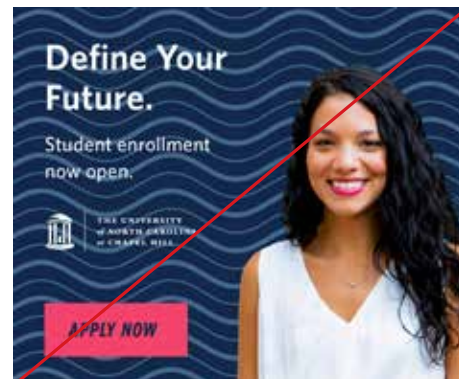 Define Your
Future.
Student enrollment
now open.
THE UNIVERSITY
of NORTH CAROLINA
at CHAPEL HILL
APPLY NOW